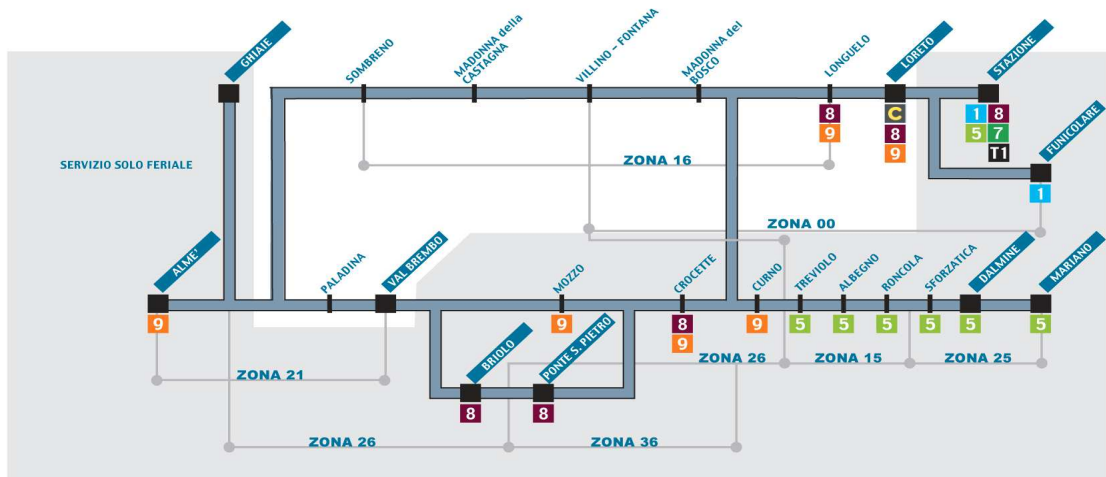 GHIAIE
SOMBRENO
MADONNA della
CASTAGNA
VILLINO – FONTANA
MADONNA del
BOSCO
LONGUELO
LORETO
STAZIONE
8
9
C
8
9
1 8
5 7
T1
FUNICOLARE
1
SERVIZIO SOLO FERIALE
ZONA 16
ZONA 00
ALME'
PALADINA
VAL BREMBO
MOZZO
CROCETTE
CURNO
TREVIOLO
ALBEGNO
RONCOLA
SFORZATICA
DALMINE
MARIANO
9
9
8
9
9
5
5
5
5
5
5
BRIOLO
PONTE S. PIETRO
8
8
ZONA 21
ZONA 26
ZONA 15
ZONA 25
ZONA 26
ZONA 36